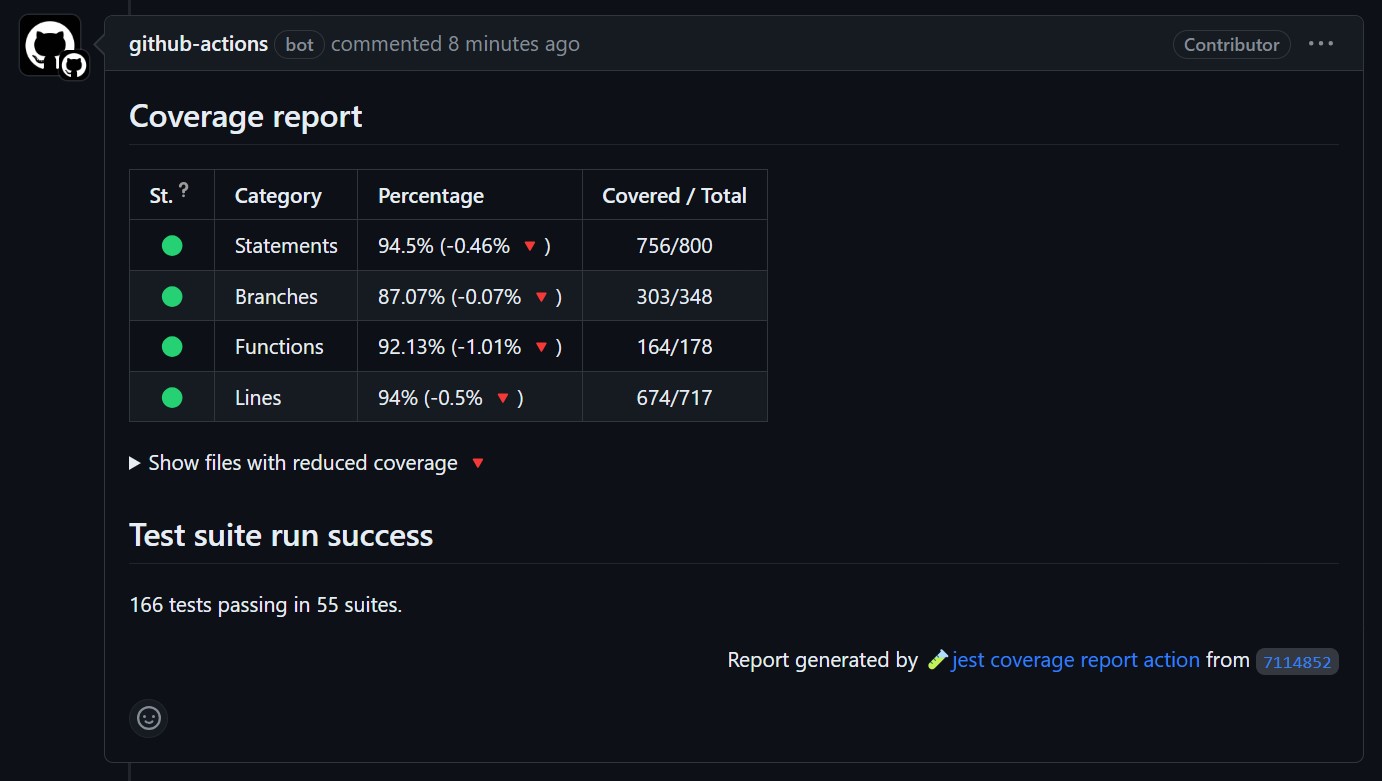 github-actions bot commented 8 minutes ago Contributor
Coverage report
St. ? Category Percentage Covered / Total
Statements 94.5% (-0.46% 🔻) 756/800
Branches 87.07% (-0.07% 🔻) 303/348
Functions 92.13% (-1.01% 🔻) 164/178
Lines 94% (-0.5% 🔻) 674/717
Show files with reduced coverage 🔻
Test suite run success
166 tests passing in 55 suites.
Report generated by 🧪jest coverage report action from 7114852